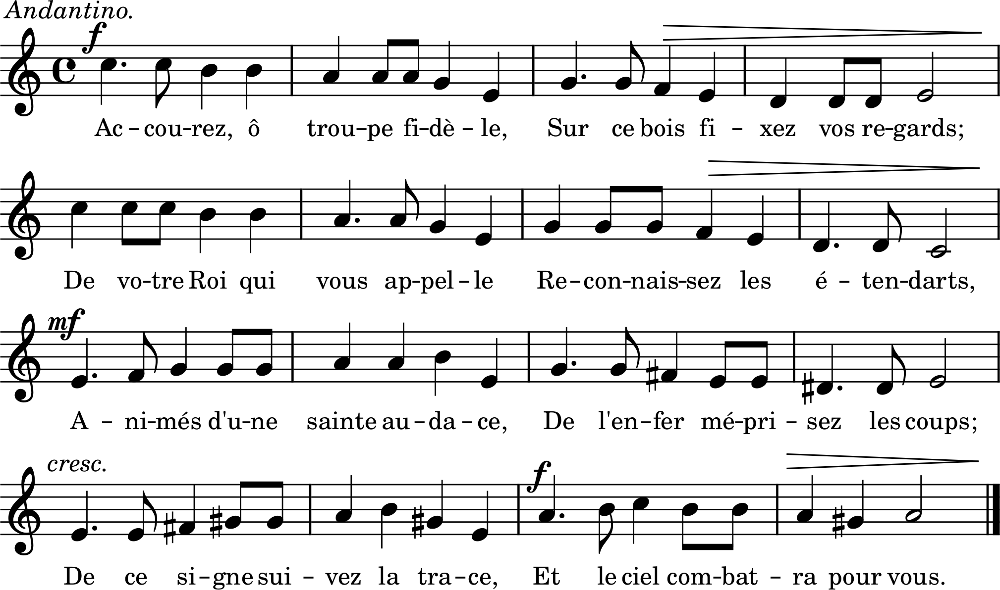 Andantino.
f
Ac – cou – rez, ô trou – pe fi – dè – le, Sur ce bois fi – xez vos re – gards;
De vo – tre Roi qui vous ap – pel – le Re – con – nais – sez les é – ten – darts,
mf
A – ni – més d'u – ne sainte au – da – ce, De l'en – fer mé – pri – sez les coups;
cresc. f
De ce si – gne sui – vez la tra – ce, Et le ciel com – bat – ra pour vous.